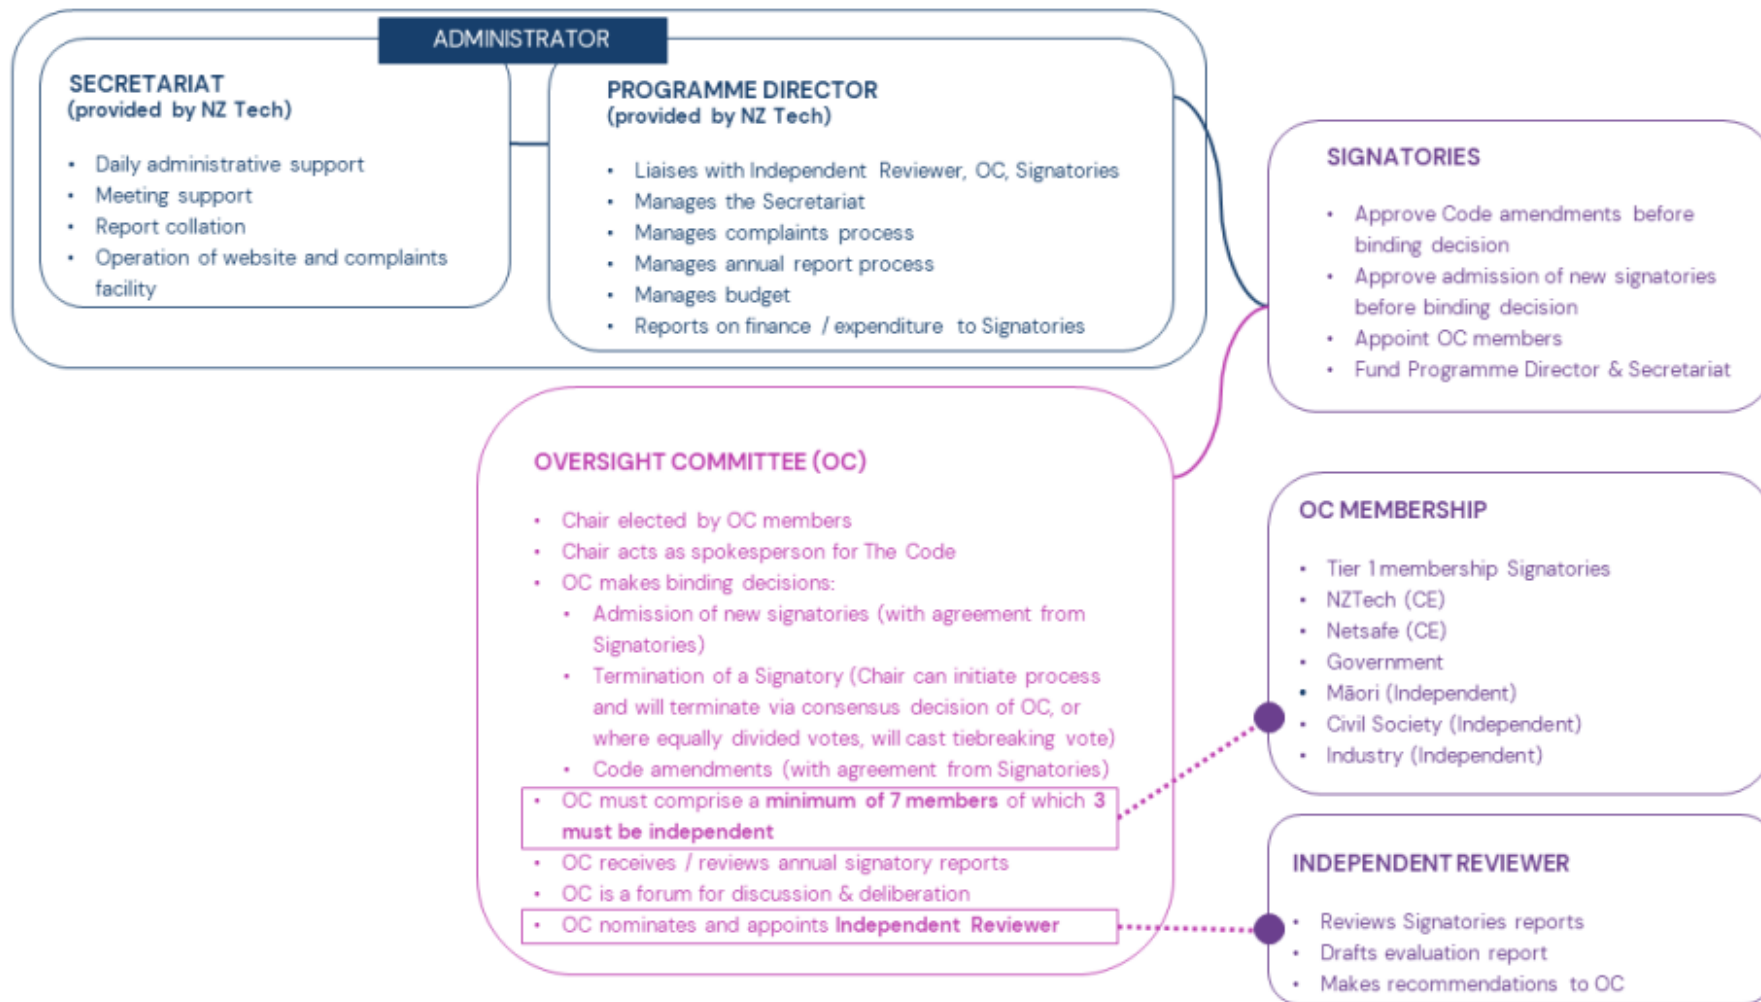 ADMINISTRATOR
SECRETARIAT
(provided by NZ Tech)
• Daily administrative support
• Meeting support
• Report collation
• Operation of website and complaints
facility
PROGRAMME DIRECTOR
(provided by NZ Tech)
• Liaises with Independent Reviewer, OC, Signatories
• Manages the Secretariat
• Manages complaints process
• Manages annual report process
• Manages budget
• Reports on finance / expenditure to Signatories
SIGNATORIES
• Approve Code amendments before
binding decision
• Approve admission of new signatories
before binding decision
• Appoint OC members
• Fund Programme Director & Secretariat
OVERSIGHT COMMITTEE (OC)
• Chair elected by OC members
• Chair acts as spokesperson for The Code
• OC makes binding decisions:
• Admission of new signatories (with agreement from
Signatories)
• Termination of a Signatory (Chair can initiate process
and will terminate via consensus decision of OC, or
where equally divided votes, will cast tiebreaking vote)
• Code amendments (with agreement from Signatories)
• OC must comprise a minimum of 7 members of which 3
must be independent
• OC receives / reviews annual signatory reports
• OC is a forum for discussion & deliberation
• OC nominates and appoints Independent Reviewer
OC MEMBERSHIP
• Tier 1 membership Signatories
• NZTech (CE)
• Netsafe (CE)
• Government
• Māori (Independent)
• Civil Society (Independent)
• Industry (Independent)
INDEPENDENT REVIEWER
• Reviews Signatories reports
• Drafts evaluation report
• Makes recommendations to OC